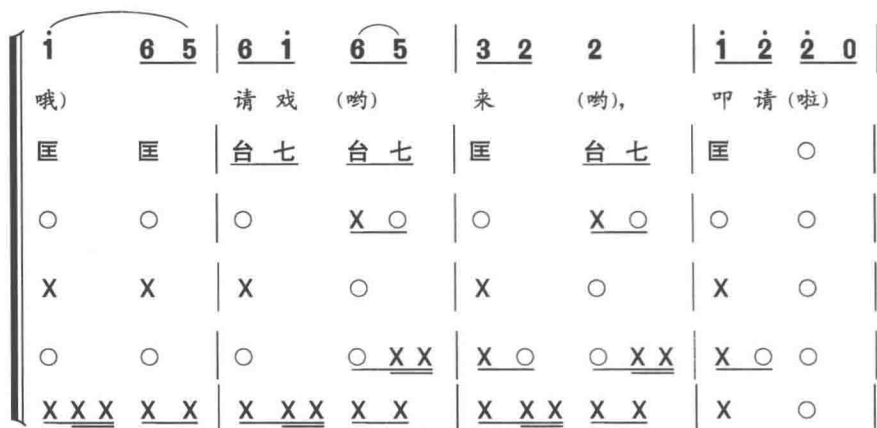 i 6 5 | 6 i 6 5 | 3 2 2 | i 2̇ 2̇ 0 |
哦) 请 戏 (哟) 来 (哟), 叩 请 (啦)
匡 匡 | 台 七 台 七 | 匡 台 七 | 匡 ○ |
○ ○ | ○ X ○ | ○ X ○ | ○ ○ |
X X | X ○ | X ○ | X ○ |
○ ○ | ○ ○ X X | X ○ ○ X X | X ○ ○ |
X X X X X | X X X X X | X X X X X | X ○ |